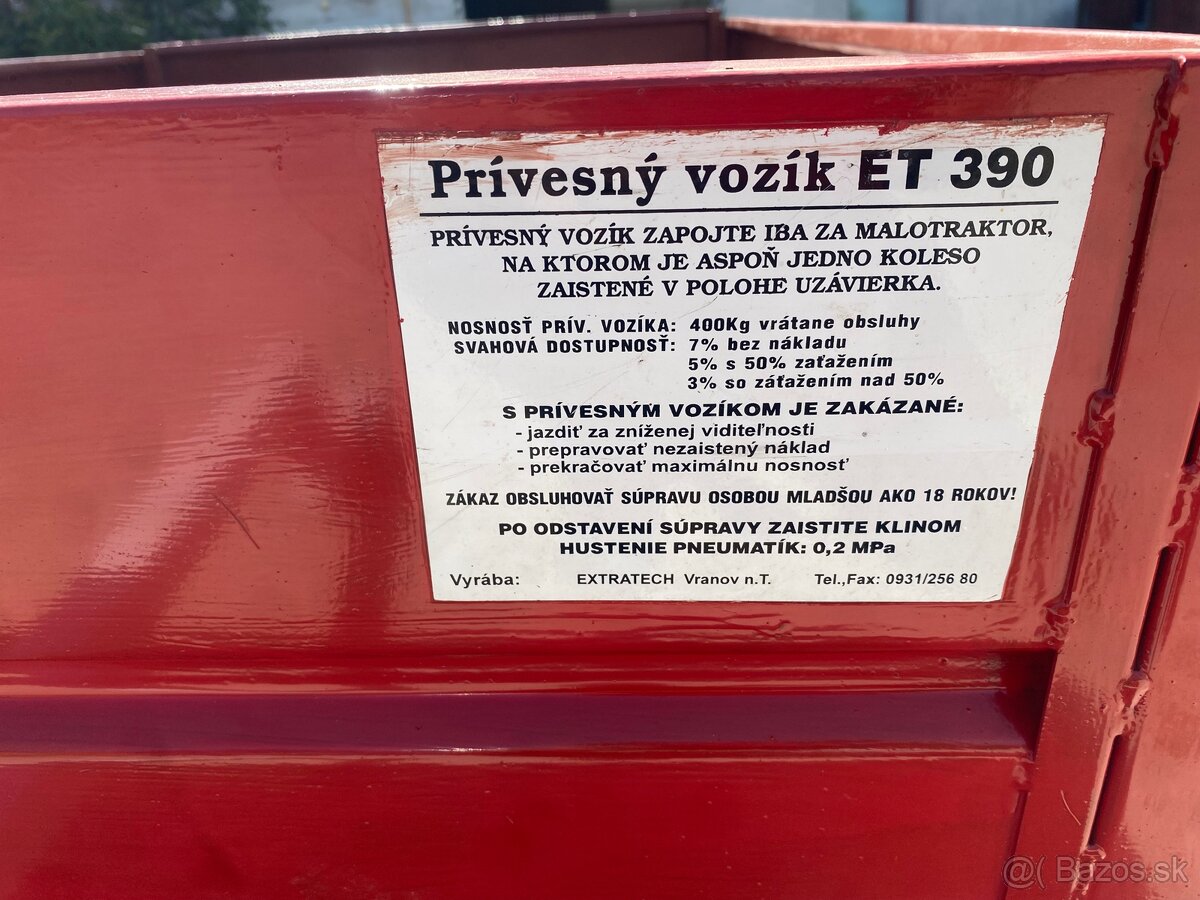 Prívesný vozík ET 390
PRÍVESNÝ VOZÍK ZAPOJTE IBA ZA MALOTRAKTOR,
NA KTOROM JE ASPOŇ JEDNO KOLESO
ZAISTENÉ V POLOHE UZÁVIERKA.
NOSNOSŤ PRÍV. VOZÍKA: 400Kg vrátane obsluhy
SVAHOVÁ DOSTUPNOSŤ: 7% bez nákladu
5% s 50% zaťažením
3% so záťažením nad 50%
S PRÍVESNÝM VOZÍKOM JE ZAKÁZANÉ:
- jazdiť za zníženej viditeľnosti
- prepravovať nezaistený náklad
- prekračovať maximálnu nosnosť
ZÁKAZ OBSLUHOVAŤ SÚPRAVU OSOBOU MLADŠOU AKO 18 ROKOV!
PO ODSTAVENÍ SÚPRAVY ZAISTITE KLINOM
HUSTENIE PNEUMATÍK: 0,2 MPa
Vyrába: EXTRATECH Vranov n.T. Tel.,Fax: 0931/256 80
@( Bazos.sk